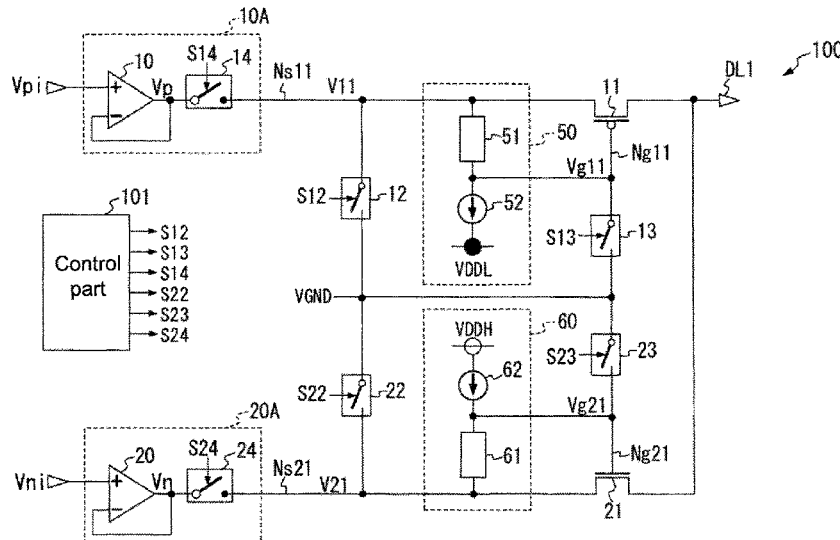 10A
S14
14
10
Vpi
+
Vp
−
Ns11
V11
DL1
100
11
51
50
Ng11
Vg11
S12
12
52
S13
13
VDDL
101
Control
part
S12
S13
S14
S22
S23
S24
VGND
VDDH
60
62
S23
23
S22
22
Vg21
20A
S24
24
20
Vni
+
Vn
−
Ns21
V21
61
Ng21
21